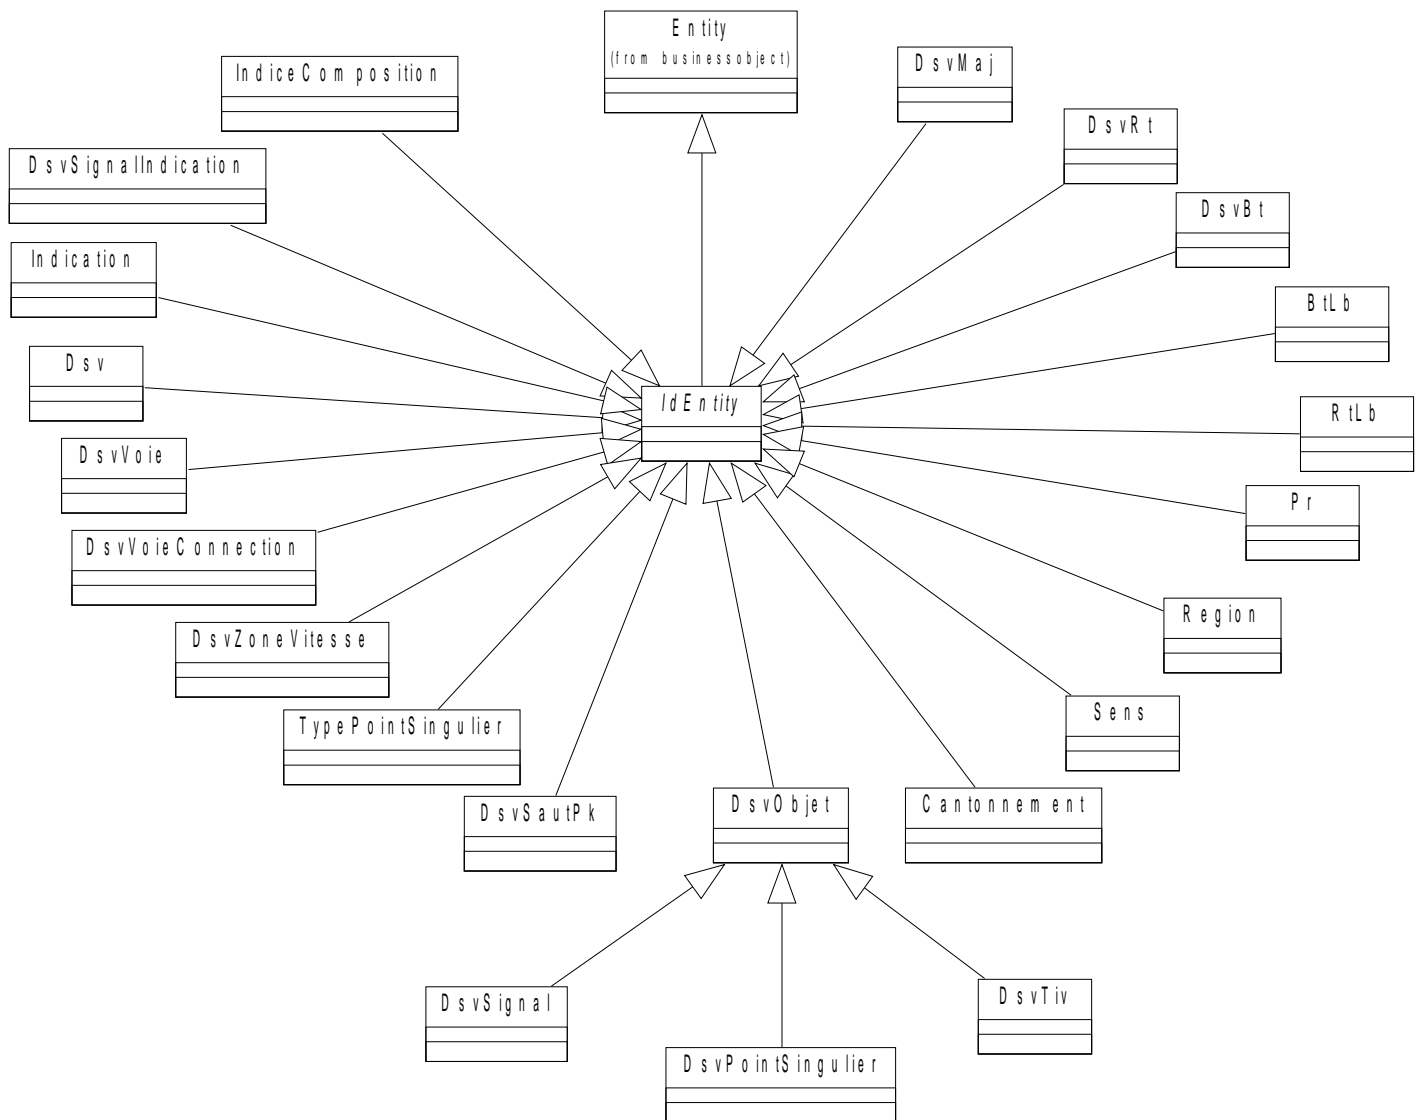 Entity
(from businessobject)
IndiceComposition
DsvMaj
DsvRt
DsvSignalIndication
DsvBt
Indication
BtLb
Dsv
IdEntity
RtLb
DsvVoie
Pr
DsvVoieConnection
Region
DsvZoneVitesse
Sens
TypePointSingulier
DsvSautPk
DsvObjet
Cantonnement
DsvSignal
DsvTiv
DsvPointSingulier